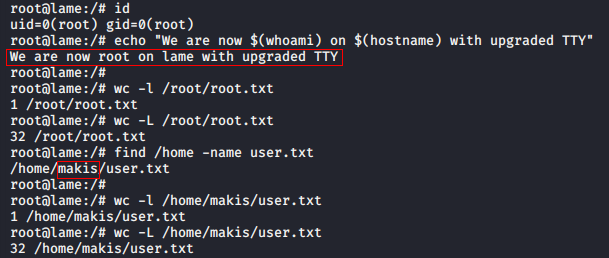 root@lame:/# id
uid=0(root) gid=0(root)
root@lame:/# echo "We are now $(whoami) on $(hostname) with upgraded TTY"
We are now root on lame with upgraded TTY
root@lame:/#
root@lame:/# wc -l /root/root.txt
1 /root/root.txt
root@lame:/# wc -L /root/root.txt
32 /root/root.txt
root@lame:/# find /home -name user.txt
/home/makis/user.txt
root@lame:/#
root@lame:/# wc -l /home/makis/user.txt
1 /home/makis/user.txt
root@lame:/# wc -L /home/makis/user.txt
32 /home/makis/user.txt